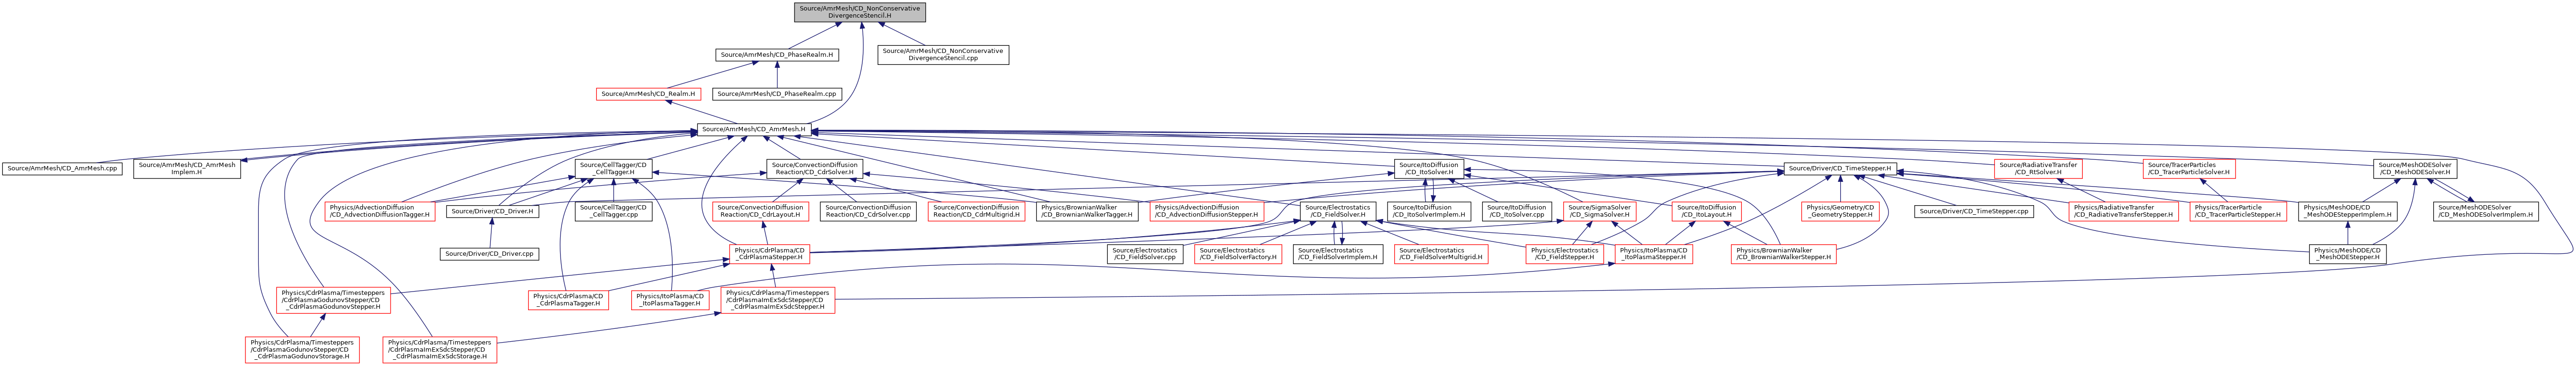 Source/AmrMesh/CD_NonConservative
DivergenceStencil.H
Source/AmrMesh/CD_PhaseRealm.H
Source/AmrMesh/CD_NonConservative
DivergenceStencil.cpp
Source/AmrMesh/CD_Realm.H
Source/AmrMesh/CD_PhaseRealm.cpp
Source/AmrMesh/CD_AmrMesh.H
Source/AmrMesh/CD_AmrMesh.cpp
Source/AmrMesh/CD_AmrMesh
Implem.H
Source/CellTagger/CD
_CellTagger.H
Source/ConvectionDiffusion
Reaction/CD_CdrSolver.H
Source/ItoDiffusion
/CD_ItoSolver.H
Source/Driver/CD_TimeStepper.H
Source/RadiativeTransfer
/CD_RtSolver.H
Source/TracerParticles
/CD_TracerParticleSolver.H
Source/MeshODESolver
/CD_MeshODESolver.H
Physics/AdvectionDiffusion
/CD_AdvectionDiffusionTagger.H
Source/Driver/CD_Driver.H
Source/CellTagger/CD
_CellTagger.cpp
Source/ConvectionDiffusion
Reaction/CD_CdrLayout.H
Source/ConvectionDiffusion
Reaction/CD_CdrSolver.cpp
Source/ConvectionDiffusion
Reaction/CD_CdrMultigrid.H
Physics/BrownianWalker
/CD_BrownianWalkerTagger.H
Physics/AdvectionDiffusion
/CD_AdvectionDiffusionStepper.H
Source/Electrostatics
/CD_FieldSolver.H
Source/ItoDiffusion
/CD_ItoSolverImplem.H
Source/ItoDiffusion
/CD_ItoSolver.cpp
Source/SigmaSolver
/CD_SigmaSolver.H
Source/ItoDiffusion
/CD_ItoLayout.H
Physics/Geometry/CD
_GeometryStepper.H
Source/Driver/CD_TimeStepper.cpp
Physics/RadiativeTransfer
/CD_RadiativeTransferStepper.H
Physics/TracerParticle
/CD_TracerParticleStepper.H
Physics/MeshODE/CD
_MeshODEStepperImplem.H
Source/MeshODESolver
/CD_MeshODESolverImplem.H
Source/Driver/CD_Driver.cpp
Physics/CdrPlasma/CD
_CdrPlasmaStepper.H
Source/Electrostatics
/CD_FieldSolver.cpp
Source/Electrostatics
/CD_FieldSolverFactory.H
Source/Electrostatics
/CD_FieldSolverImplem.H
Source/Electrostatics
/CD_FieldSolverMultigrid.H
Physics/Electrostatics
/CD_FieldStepper.H
Physics/ItoPlasma/CD
_ItoPlasmaStepper.H
Physics/BrownianWalker
/CD_BrownianWalkerStepper.H
Physics/MeshODE/CD
_MeshODEStepper.H
Physics/CdrPlasma/Timesteppers
/CdrPlasmaGodunovStepper/CD
_CdrPlasmaGodunovStepper.H
Physics/CdrPlasma/CD
_CdrPlasmaTagger.H
Physics/ItoPlasma/CD
_ItoPlasmaTagger.H
Physics/CdrPlasma/Timesteppers
/CdrPlasmaImExSdcStepper/CD
_CdrPlasmaImExSdcStepper.H
Physics/CdrPlasma/Timesteppers
/CdrPlasmaGodunovStepper/CD
_CdrPlasmaGodunovStorage.H
Physics/CdrPlasma/Timesteppers
/CdrPlasmaImExSdcStepper/CD
_CdrPlasmaImExSdcStorage.H